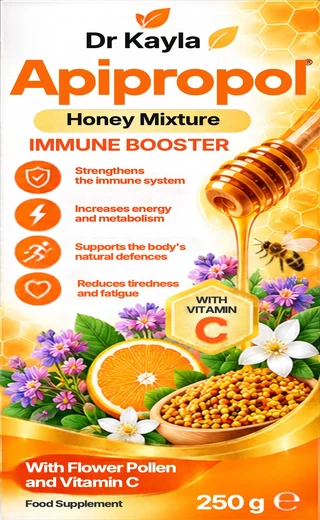 Dr Kayla
Apipropol®
Honey Mixture
IMMUNE BOOSTER
Strengthens
the immune system
Increases energy
and metabolism
Supports the body's
natural defences
Reduces tiredness
and fatigue
WITH
VITAMIN
C
With Flower Pollen
and Vitamin C
Food Supplement
250 g ℮